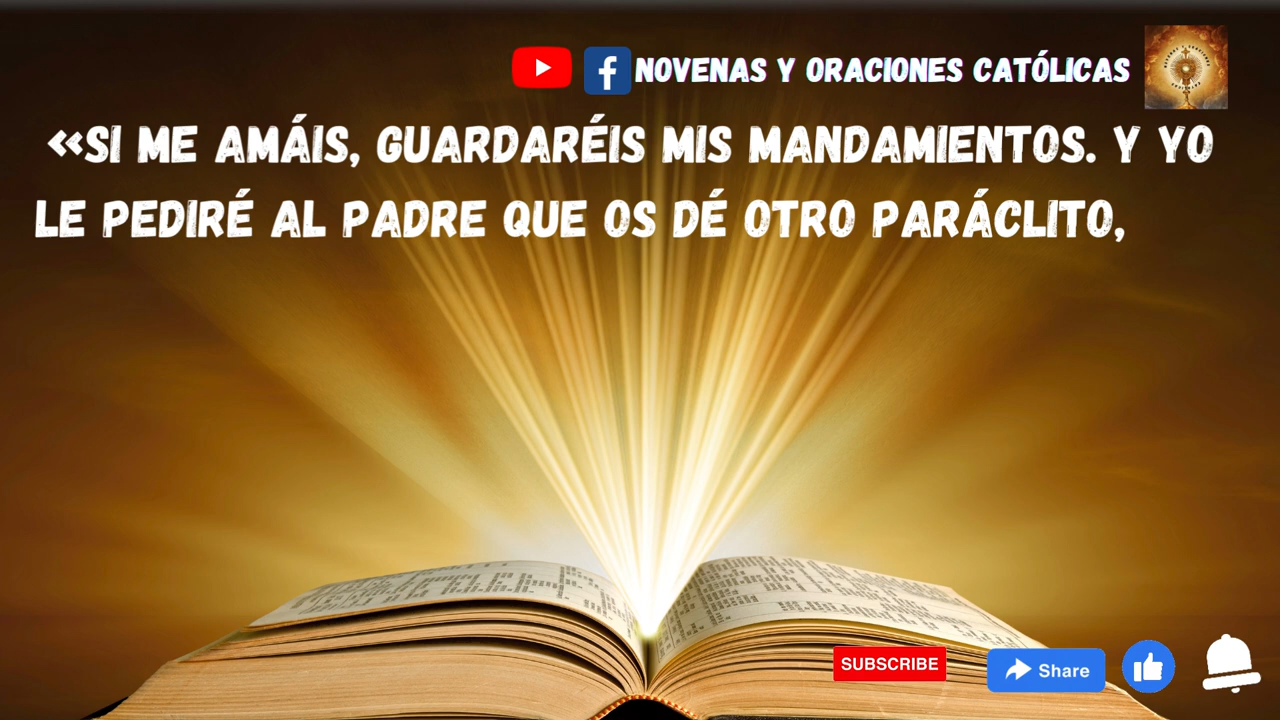 NOVENAS Y ORACIONES CATÓLICAS
«SI ME AMÁIS, GUARDARÉIS MIS MANDAMIENTOS. Y YO
LE PEDIRÉ AL PADRE QUE OS DÉ OTRO PARÁCLITO,
SUBSCRIBE
Share